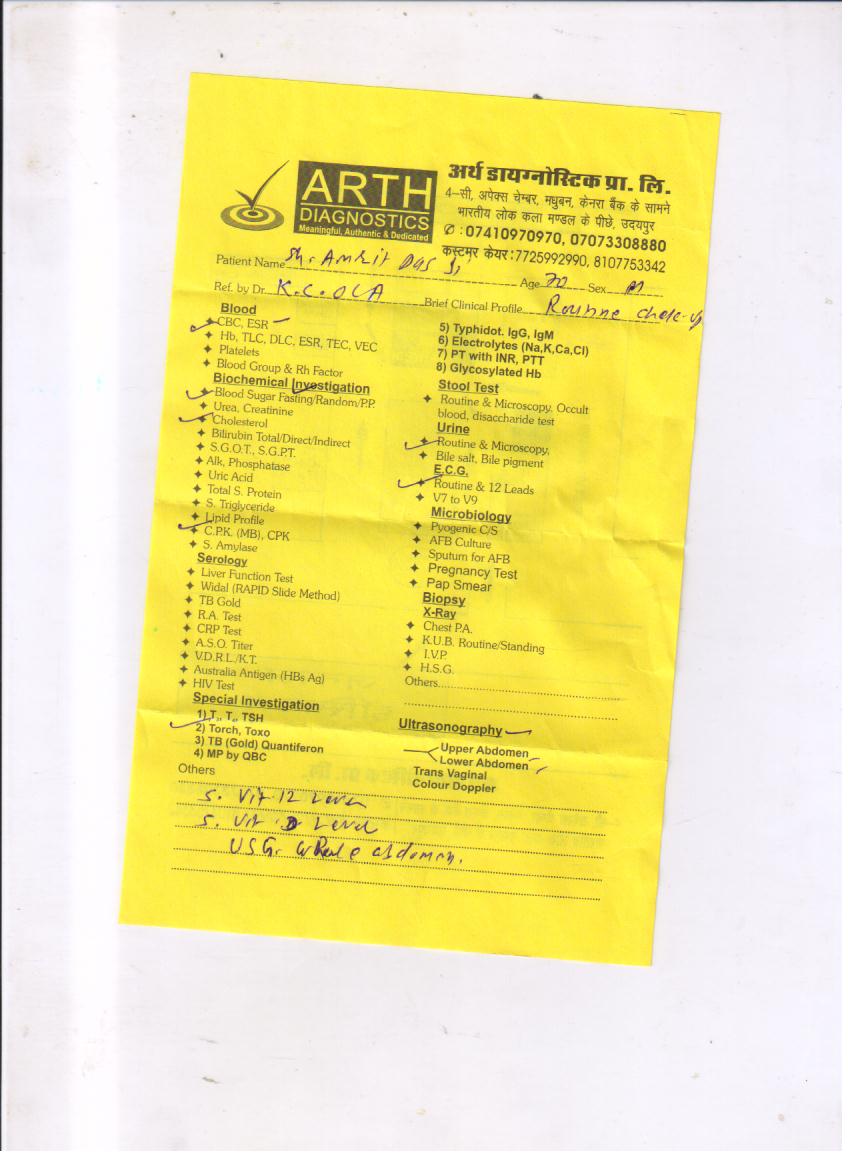 ARTH
DIAGNOSTICS
Meaningful, Authentic & Dedicated
अर्थ डायग्नोस्टिक प्रा. लि.
4–सी, अपेक्स चेम्बर, मधुबन, केनरा बैंक के सामने
भारतीय लोक कला मण्डल के पीछे, उदयपुर
✆ : 07410970970, 07073308880
कस्टमर केयर : 7725992990, 8107753342
Patient Name Sh. Amrit Das Ji Age 70 Sex M
Ref. by Dr. K.C. OLA Brief Clinical Profile Routine check-up
Blood
CBC, ESR
Hb, TLC, DLC, ESR, TEC, VEC
Platelets
Blood Group & Rh Factor
Biochemical Investigation
Blood Sugar Fasting/Random/P.P.
Urea, Creatinine
Cholesterol
Bilirubin Total/Direct/Indirect
S.G.O.T., S.G.P.T.
Alk, Phosphatase
Uric Acid
Total S. Protein
S. Triglyceride
Lipid Profile
C.P.K. (MB), CPK
S. Amylase
Serology
Liver Function Test
Widal (RAPID Slide Method)
TB Gold
R.A. Test
CRP Test
A.S.O. Titer
V.D.R.L./K.T.
Australia Antigen (HBs Ag)
HIV Test
Special Investigation
1) T₃, T₄, TSH
2) Torch, Toxo
3) TB (Gold) Quantiferon
4) MP by QBC
5) Typhidot. IgG, IgM
6) Electrolytes (Na,K,Ca,Cl)
7) PT with INR, PTT
8) Glycosylated Hb
Stool Test
Routine & Microscopy. Occult
blood, disaccharide test
Urine
Routine & Microscopy,
Bile salt, Bile pigment
E.C.G.
Routine & 12 Leads
V7 to V9
Microbiology
Pyogenic C/S
AFB Culture
Sputum for AFB
Pregnancy Test
Pap Smear
Biopsy
X-Ray
Chest P.A.
K.U.B. Routine/Standing
I.V.P.
H.S.G.
Others
Ultrasonography
Upper Abdomen
Lower Abdomen
Trans Vaginal
Colour Doppler
Others
S. Vit 12 Level
S. Vit D Level
USG. Whole abdomen.